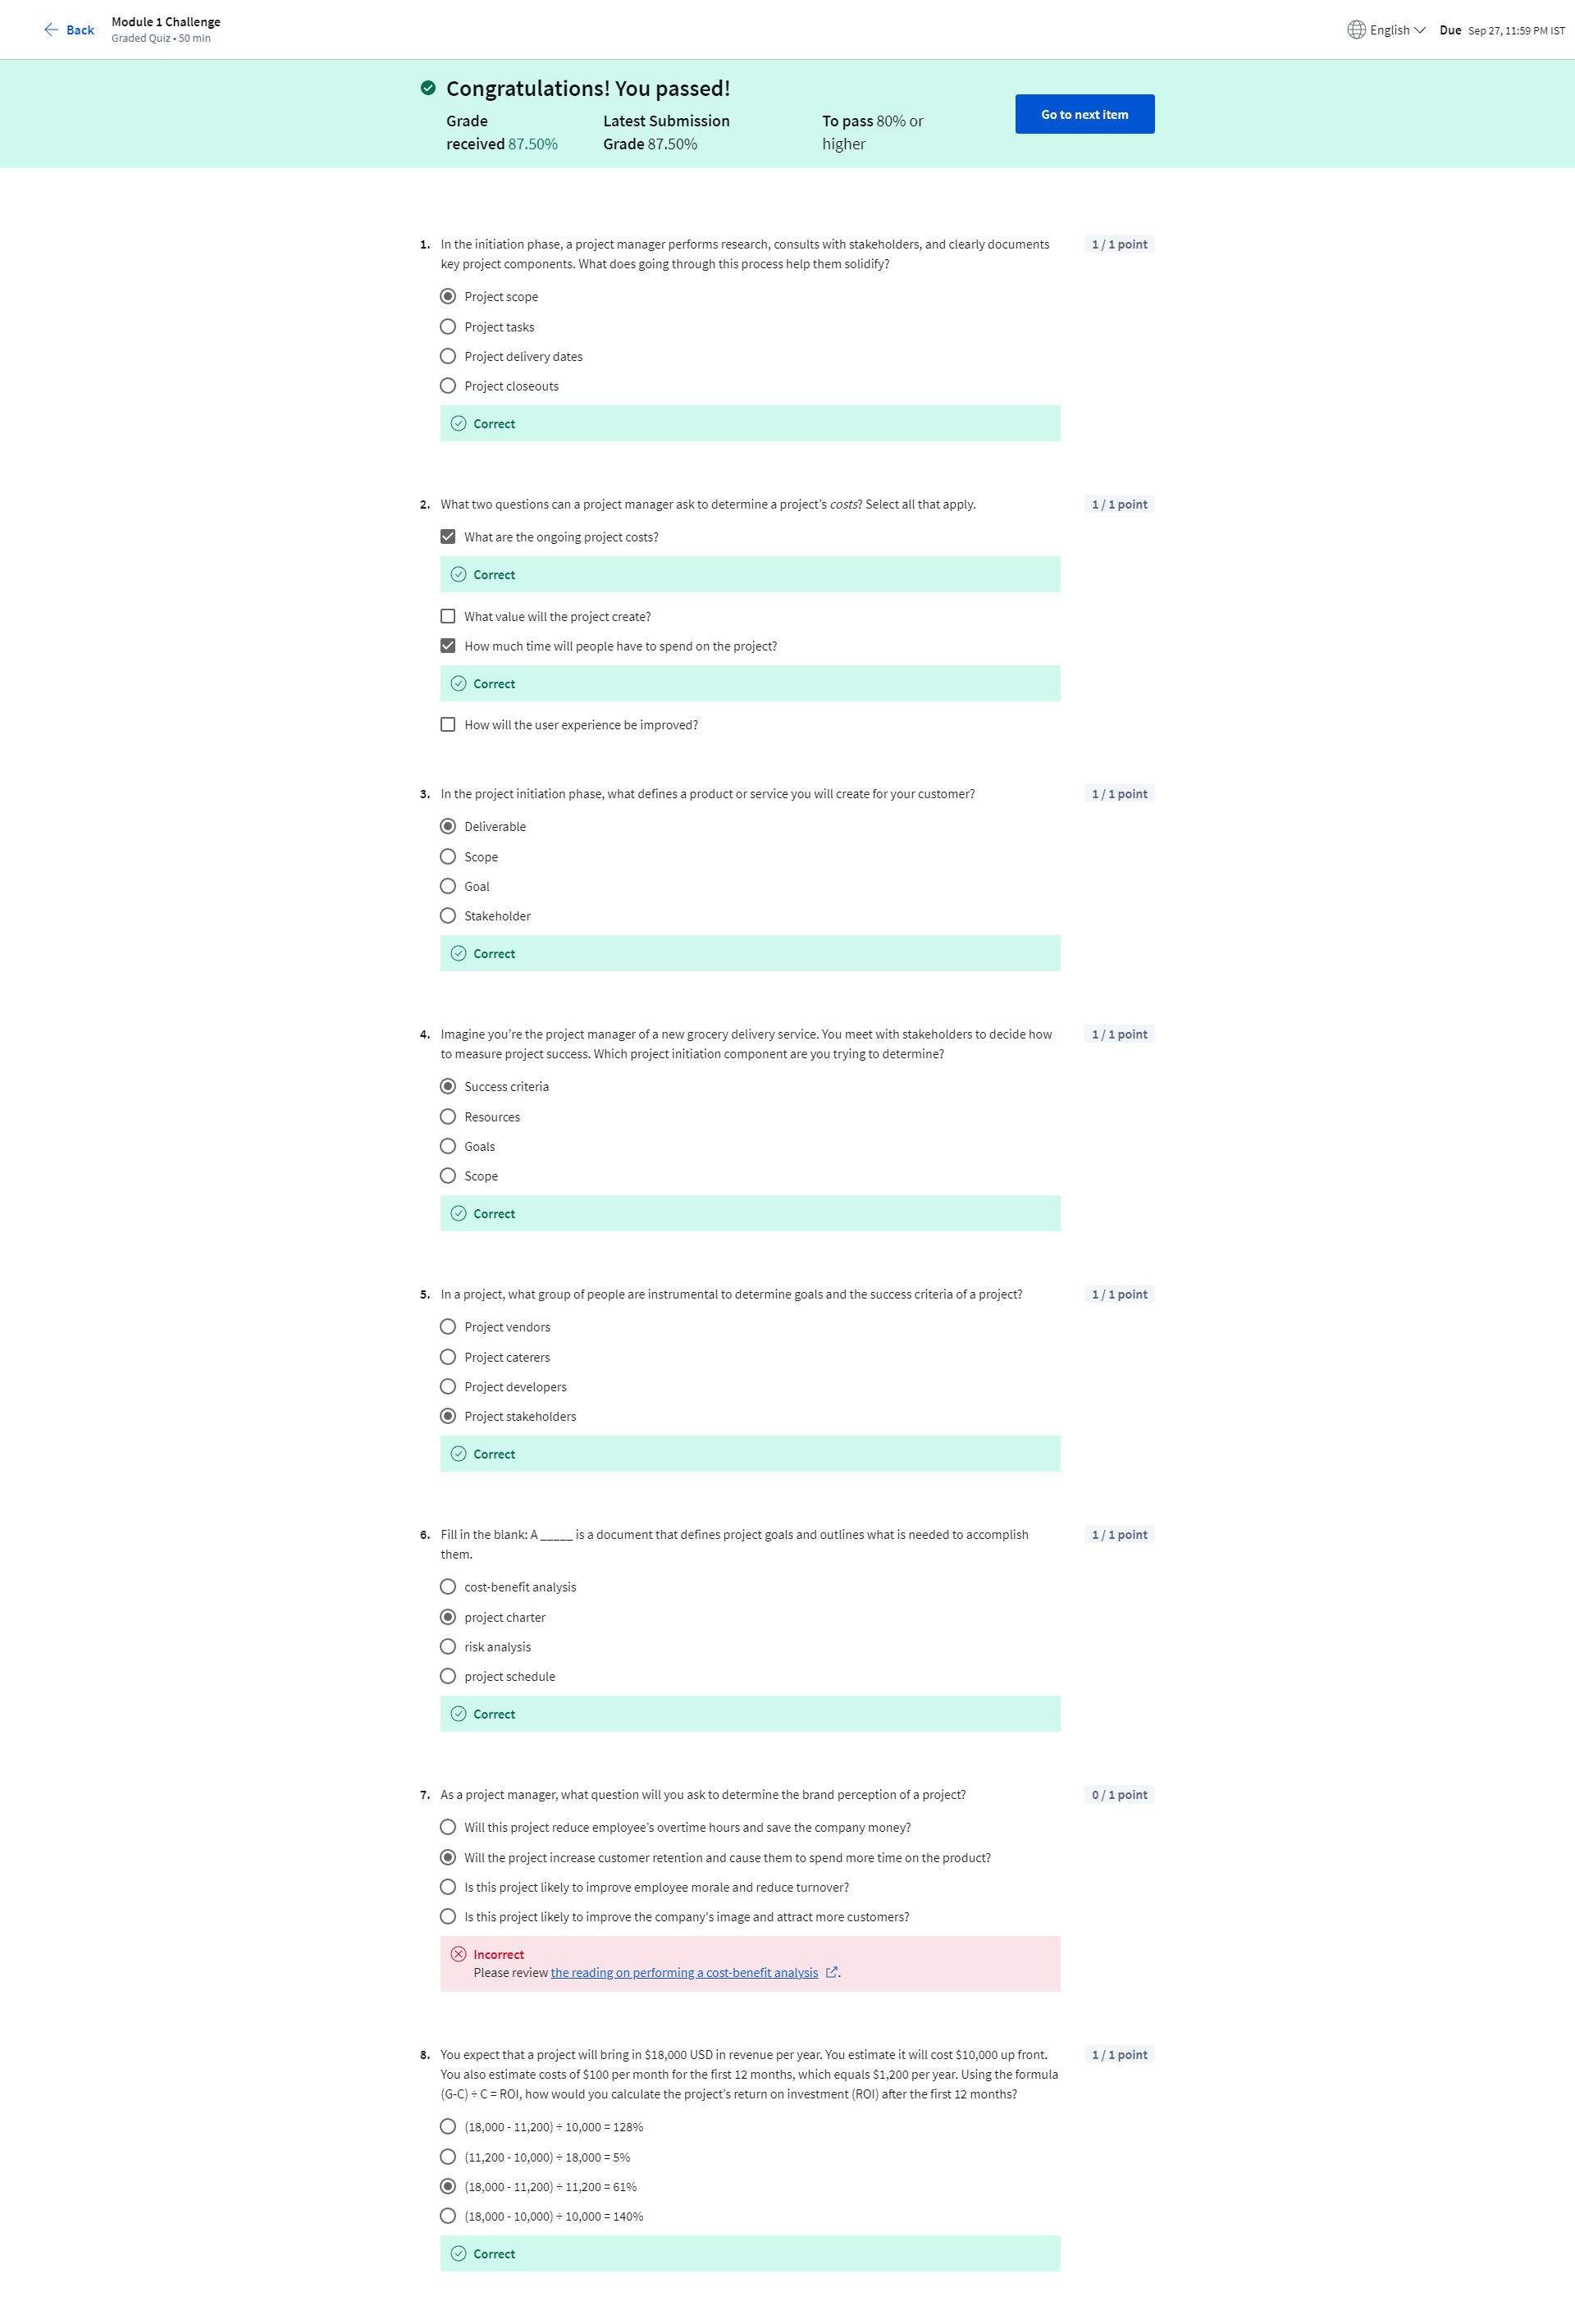 Back
Module 1 Challenge
Graded Quiz • 50 min
English
Due Sep 27, 11:59 PM IST
Congratulations! You passed!
Grade
received 87.50%
Latest Submission
Grade 87.50%
To pass 80% or
higher
Go to next item
1. In the initiation phase, a project manager performs research, consults with stakeholders, and clearly documents
key project components. What does going through this process help them solidify?
1 / 1 point
Project scope
Project tasks
Project delivery dates
Project closeouts
Correct
2. What two questions can a project manager ask to determine a project’s costs? Select all that apply.
1 / 1 point
What are the ongoing project costs?
Correct
What value will the project create?
How much time will people have to spend on the project?
Correct
How will the user experience be improved?
3. In the project initiation phase, what defines a product or service you will create for your customer?
1 / 1 point
Deliverable
Scope
Goal
Stakeholder
Correct
4. Imagine you’re the project manager of a new grocery delivery service. You meet with stakeholders to decide how
to measure project success. Which project initiation component are you trying to determine?
1 / 1 point
Success criteria
Resources
Goals
Scope
Correct
5. In a project, what group of people are instrumental to determine goals and the success criteria of a project?
1 / 1 point
Project vendors
Project caterers
Project developers
Project stakeholders
Correct
6. Fill in the blank: A _____ is a document that defines project goals and outlines what is needed to accomplish
them.
1 / 1 point
cost-benefit analysis
project charter
risk analysis
project schedule
Correct
7. As a project manager, what question will you ask to determine the brand perception of a project?
0 / 1 point
Will this project reduce employee’s overtime hours and save the company money?
Will the project increase customer retention and cause them to spend more time on the product?
Is this project likely to improve employee morale and reduce turnover?
Is this project likely to improve the company's image and attract more customers?
Incorrect
Please review the reading on performing a cost-benefit analysis.
8. You expect that a project will bring in $18,000 USD in revenue per year. You estimate it will cost $10,000 up front.
You also estimate costs of $100 per month for the first 12 months, which equals $1,200 per year. Using the formula
(G-C) ÷ C = ROI, how would you calculate the project’s return on investment (ROI) after the first 12 months?
1 / 1 point
(18,000 - 11,200) ÷ 10,000 = 128%
(11,200 - 10,000) ÷ 18,000 = 5%
(18,000 - 11,200) ÷ 11,200 = 61%
(18,000 - 10,000) ÷ 10,000 = 140%
Correct